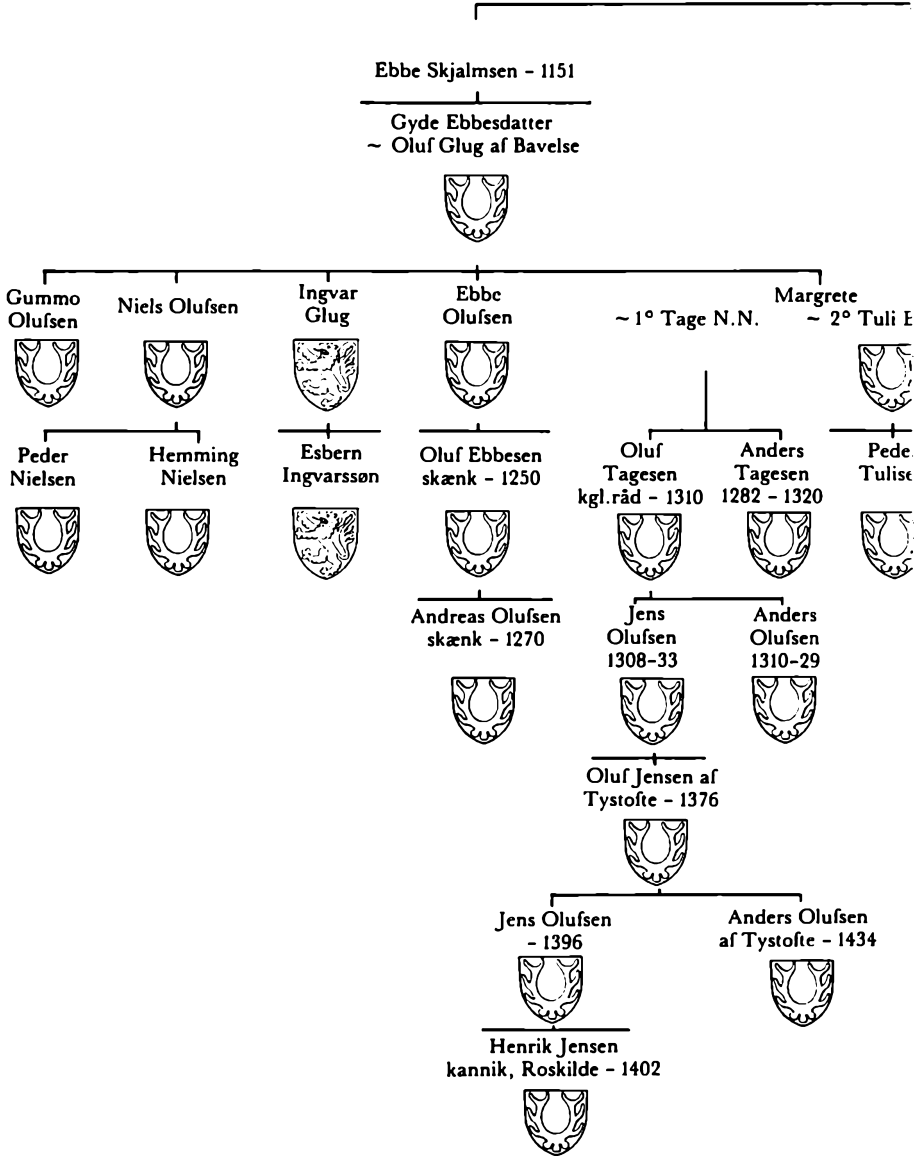 Ebbe Skjalmsen - 1151
Gyde Ebbesdatter
~ Oluf Glug af Bavelse
Gummo
Olufsen
Niels Olufsen
Ingvar
Glug
Ebbe
Olufsen
Margrete
~ 1° Tage N.N.
~ 2° Tuli
Peder
Nielsen
Hemming
Nielsen
Esbern
Ingvarssøn
Oluf Ebbesen
skænk - 1250
Oluf
Tagesen
kgl.råd - 1310
Anders
Tagesen
1282 - 1320
Andreas Olufsen
skænk - 1270
Jens
Olufsen
1308-33
Anders
Olufsen
1310-29
Oluf Jensen af
Tystofte - 1376
Jens Olufsen
- 1396
Anders Olufsen
af Tystofte - 1434
Henrik Jensen
kannik, Roskilde - 1402